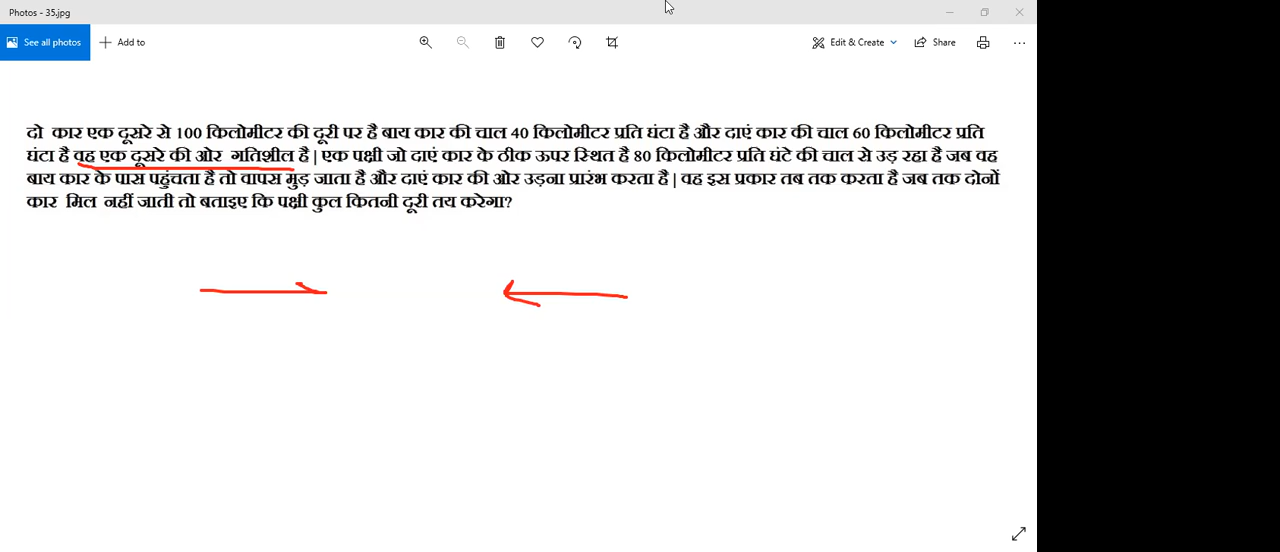 Photos - 35.jpg
See all photos
Add to
Edit & Create
Share
दो कार एक दूसरे से 100 किलोमीटर की दूरी पर है बाय कार की चाल 40 किलोमीटर प्रति घंटा है और दाएं कार की चाल 60 किलोमीटर प्रति
घंटा है वह एक दूसरे की ओर गतिशील है | एक पक्षी जो दाएं कार के ठीक ऊपर स्थित है 80 किलोमीटर प्रति घंटे की चाल से उड़ रहा है जब वह
बाय कार के पास पहुंचता है तो वापस मुड़ जाता है और दाएं कार की ओर उड़ना प्रारंभ करता है | वह इस प्रकार तब तक करता है जब तक दोनों
कार मिल नहीं जाती तो बताइए कि पक्षी कुल कितनी दूरी तय करेगा?